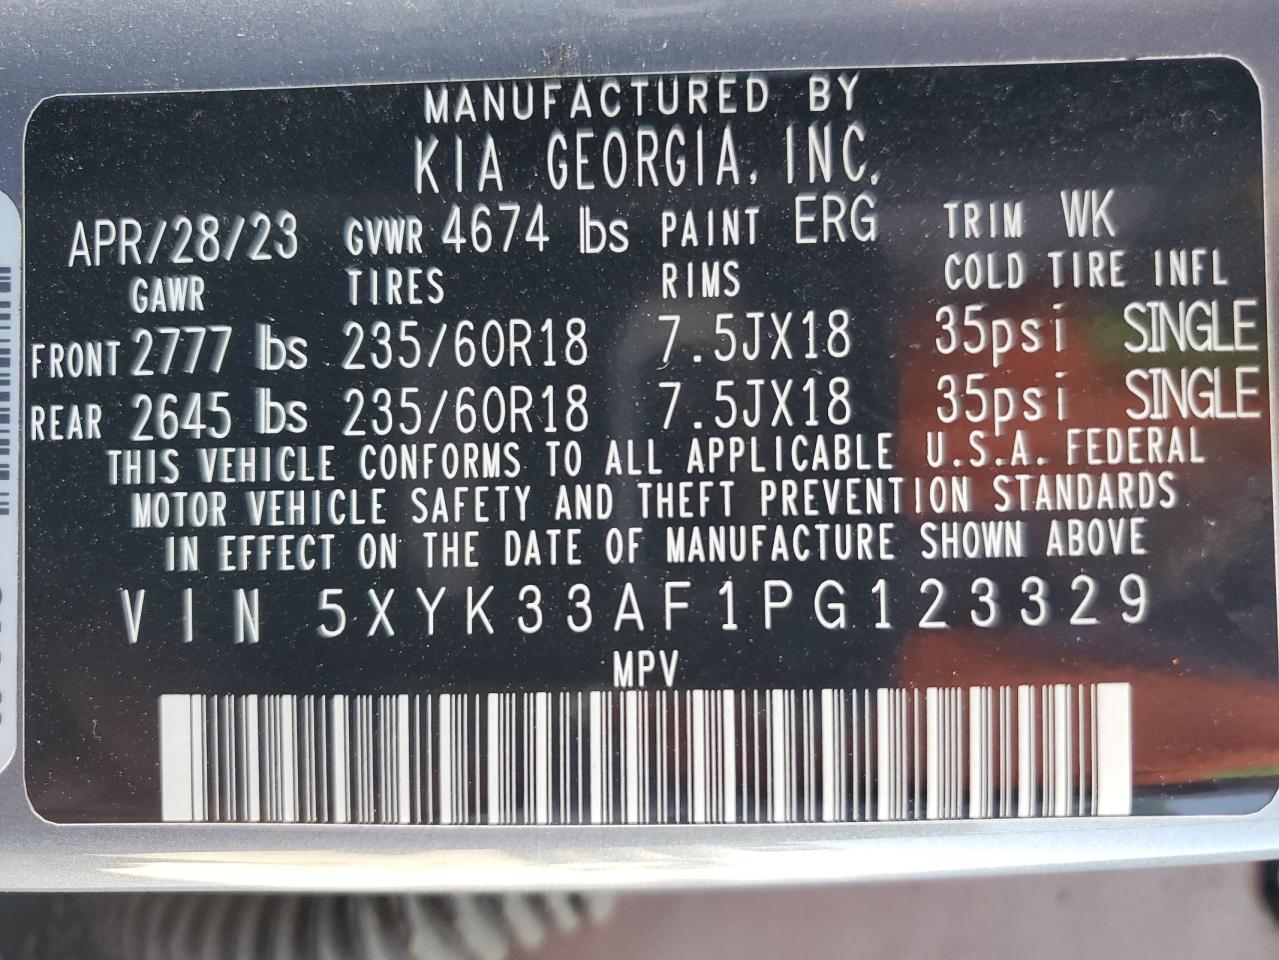 MANUFACTURED BY
KIA GEORGIA, INC.
APR/28/23 GVWR 4674 lbs PAINT ERG TRIM WK
GAWR TIRES RIMS COLD TIRE INFL
FRONT 2777 lbs 235/60R18 7.5JX18 35psi SINGLE
REAR 2645 lbs 235/60R18 7.5JX18 35psi SINGLE
THIS VEHICLE CONFORMS TO ALL APPLICABLE U.S.A. FEDERAL
MOTOR VEHICLE SAFETY AND THEFT PREVENTION STANDARDS
IN EFFECT ON THE DATE OF MANUFACTURE SHOWN ABOVE
VIN 5XYK33AF1PG123329
MPV